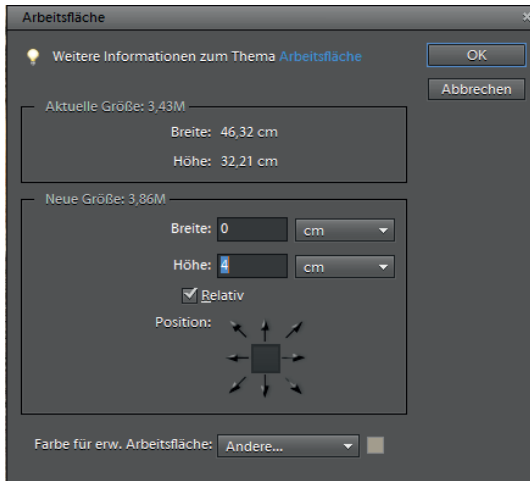 Arbeitsfläche
Weitere Informationen zum Thema Arbeitsfläche
OK
Abbrechen
Aktuelle Größe: 3,43M
Breite: 46,32 cm
Höhe: 32,21 cm
Neue Größe: 3,86M
Breite: 0 cm
Höhe: 4 cm
Relativ
Position:
Farbe für erw. Arbeitsfläche: Andere...